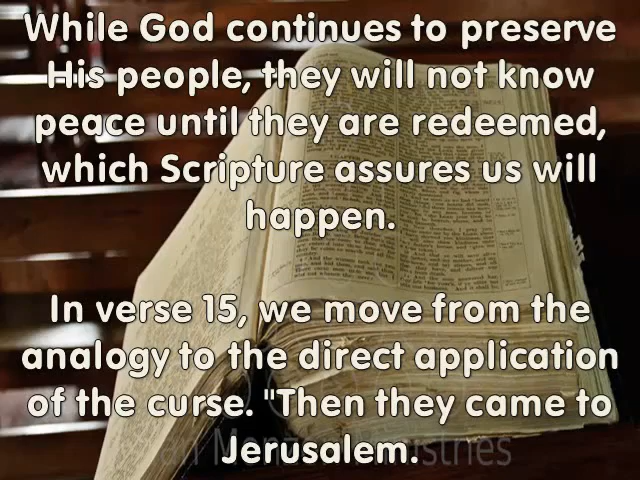 While God continues to preserve
His people, they will not know
peace until they are redeemed,
which Scripture assures us will
happen.
In verse 15, we move from the
analogy to the direct application
of the curse. "Then they came to
Jerusalem.